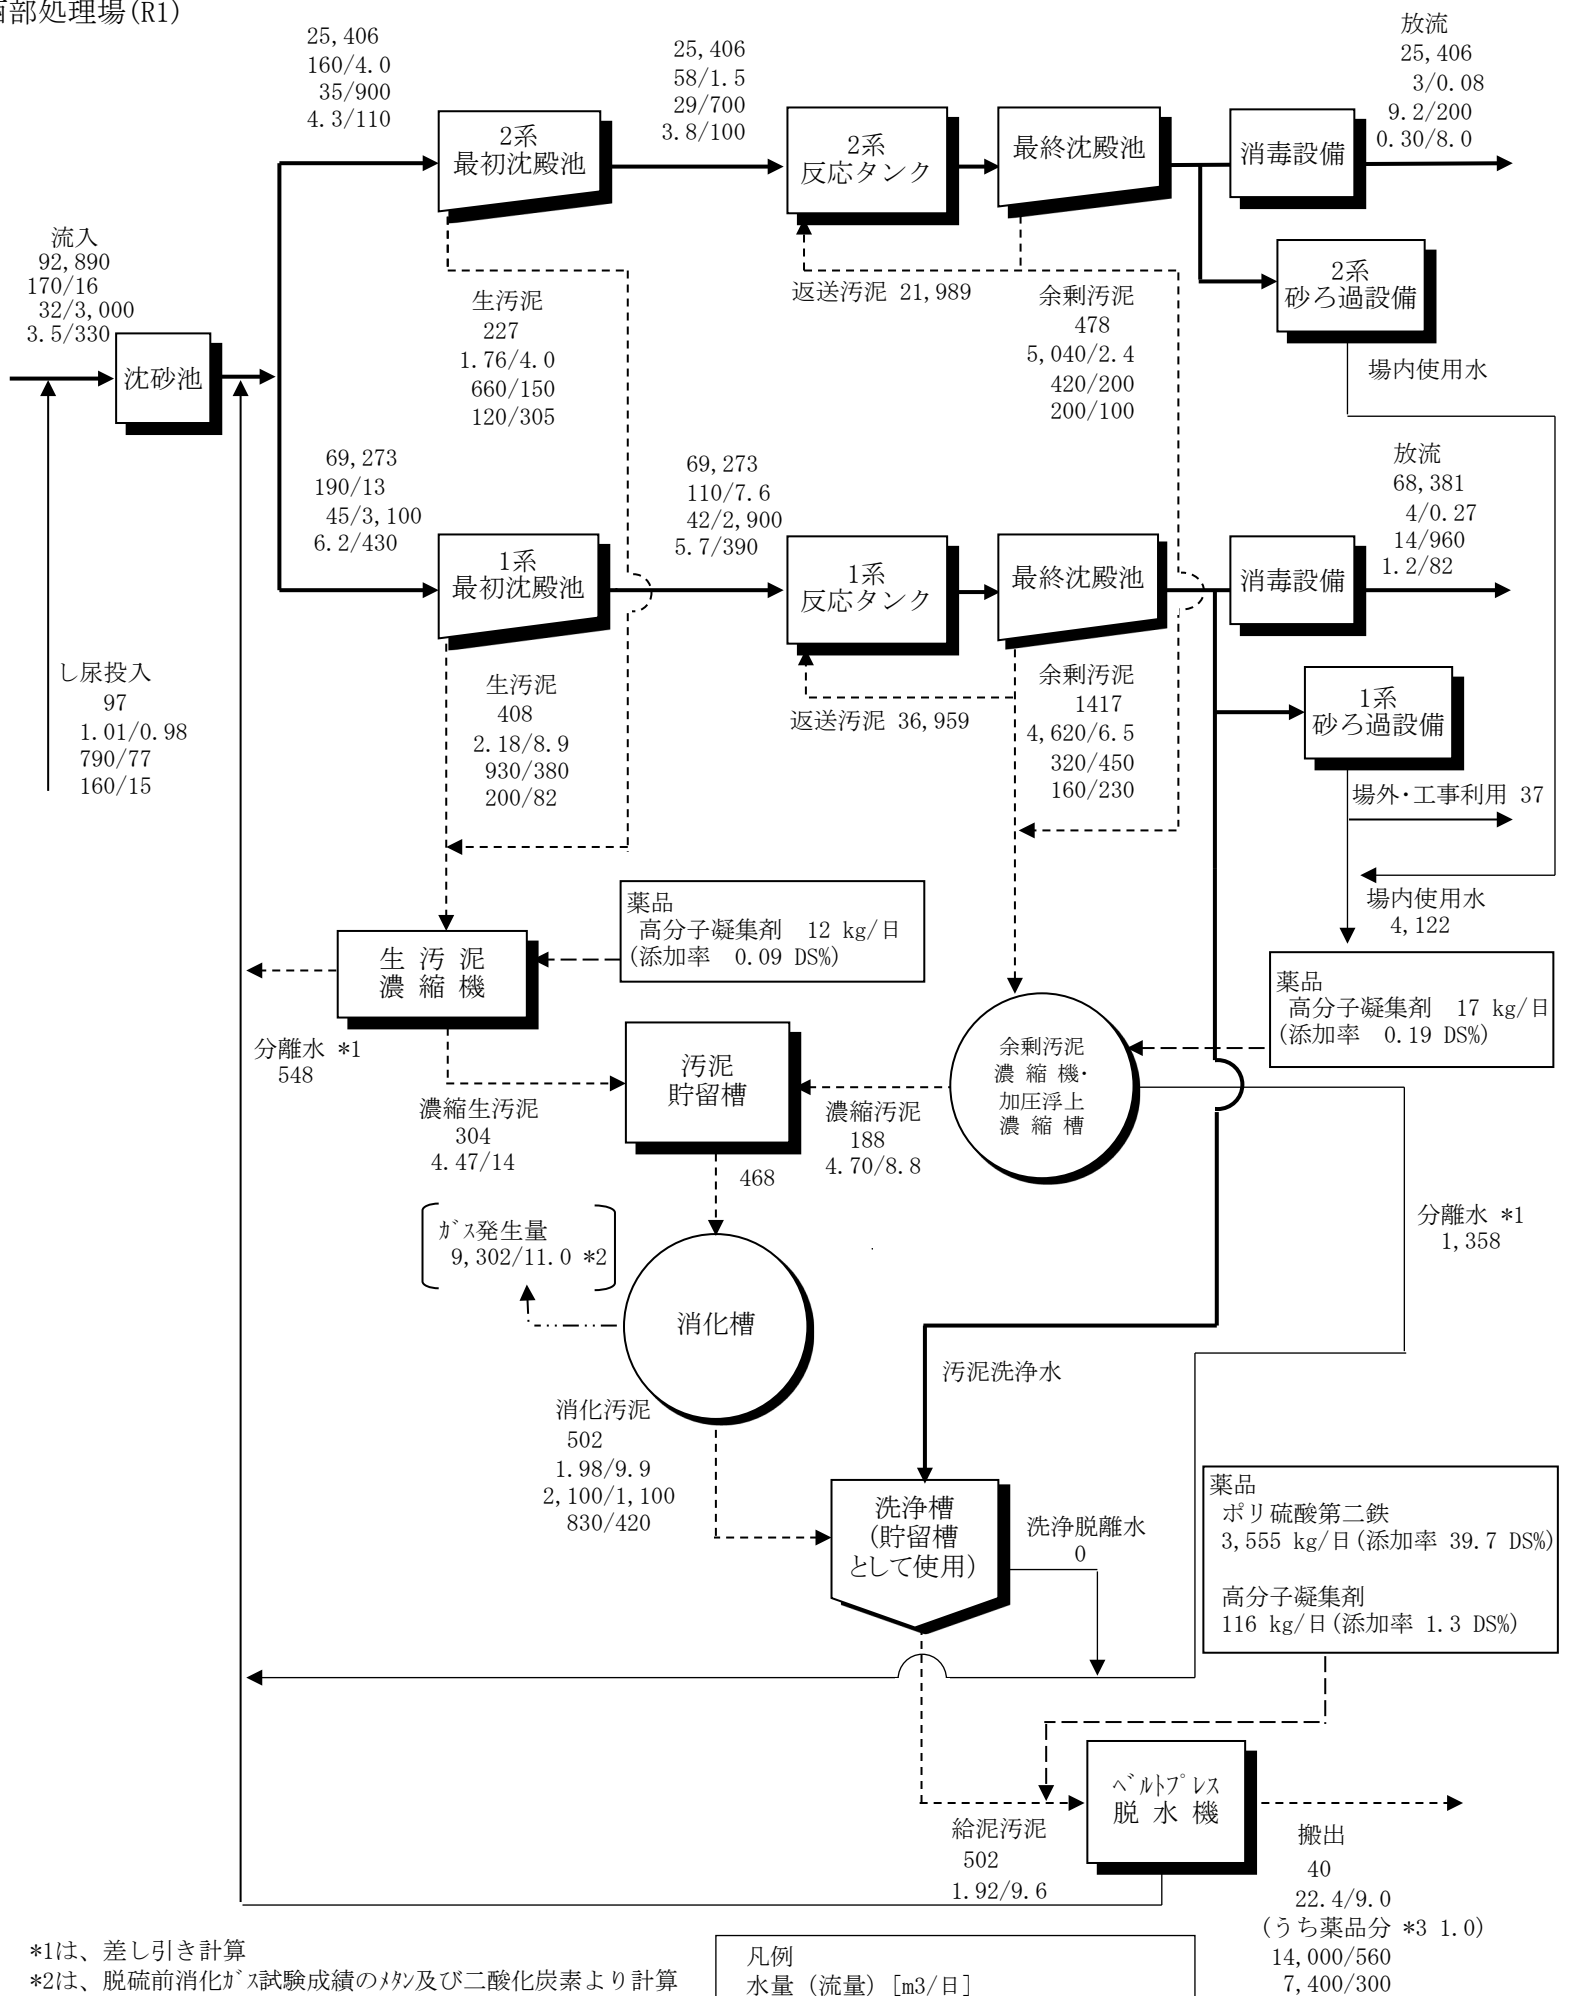 西部処理場(R1)
25,406
160/4.0
35/900
4.3/110
2系
最初沈殿池
25,406
58/1.5
29/700
3.8/100
2系
反応タンク
最終沈殿池
消毒設備
放流
25,406
3/0.08
9.2/200
0.30/8.0
流入
92,890
170/16
32/3,000
3.5/330
沈砂池
生汚泥
227
1.76/4.0
660/150
120/305
返送汚泥 21,989
余剰汚泥
478
5,040/2.4
420/200
200/100
2系
砂ろ過設備
場内使用水
69,273
190/13
45/3,100
6.2/430
1系
最初沈殿池
69,273
110/7.6
42/2,900
5.7/390
1系
反応タンク
最終沈殿池
消毒設備
放流
68,381
4/0.27
14/960
1.2/82
し尿投入
97
1.01/0.98
790/77
160/15
生汚泥
408
2.18/8.9
930/380
200/82
返送汚泥 36,959
余剰汚泥
1417
4,620/6.5
320/450
160/230
1系
砂ろ過設備
場外・工事利用 37
場内使用水
4,122
薬品
高分子凝集剤 12 kg/日
(添加率 0.09 DS%)
生 汚 泥
濃 縮 機
分離水 *1
548
濃縮生汚泥
304
4.47/14
汚泥
貯留槽
468
濃縮汚泥
188
4.70/8.8
余剰汚泥
濃 縮 機・
加圧浮上
濃 縮 槽
薬品
高分子凝集剤 17 kg/日
(添加率 0.19 DS%)
分離水 *1
1,358
ガス発生量
9,302/11.0 *2
消化槽
消化汚泥
502
1.98/9.9
2,100/1,100
830/420
汚泥洗浄水
洗浄槽
(貯留槽
として使用)
洗浄脱離水
0
薬品
ポリ硫酸第二鉄
3,555 kg/日(添加率 39.7 DS%)
高分子凝集剤
116 kg/日(添加率 1.3 DS%)
給泥汚泥
502
1.92/9.6
ベルトプレス
脱 水 機
搬出
40
22.4/9.0
(うち薬品分 *3 1.0)
14,000/560
7,400/300
*1は、差し引き計算
*2は、脱硫前消化ガス試験成績のメタン及び二酸化炭素より計算
凡例
水量（流量）[m3/日]